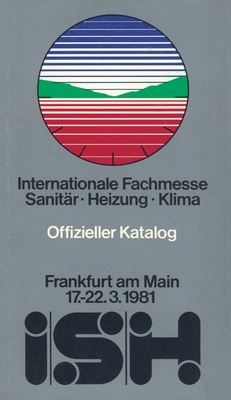 Internationale Fachmesse
Sanitär · Heizung · Klima
Offizieller Katalog
Frankfurt am Main
17.-22.3.1981
ISH